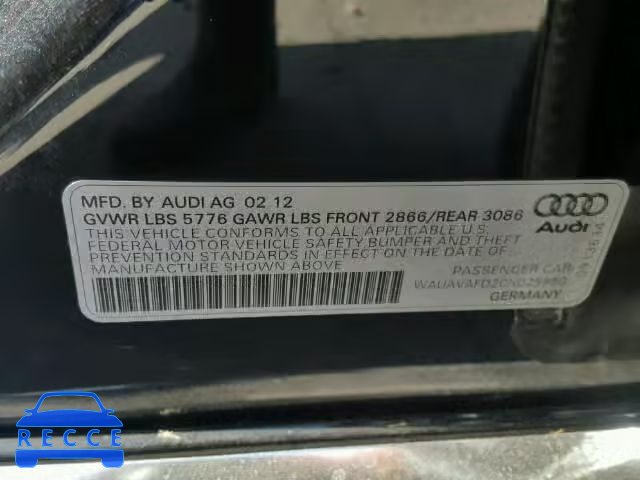 MFD. BY AUDI AG 02 12
GVWR LBS 5776 GAWR LBS FRONT 2866/REAR 3086
THIS VEHICLE CONFORMS TO ALL APPLICABLE U.S.
FEDERAL MOTOR VEHICLE SAFETY BUMPER AND THEFT
PREVENTION STANDARDS IN EFFECT ON THE DATE OF
MANUFACTURE SHOWN ABOVE
Audi
PASSENGER CAR
GERMANY
RECCE